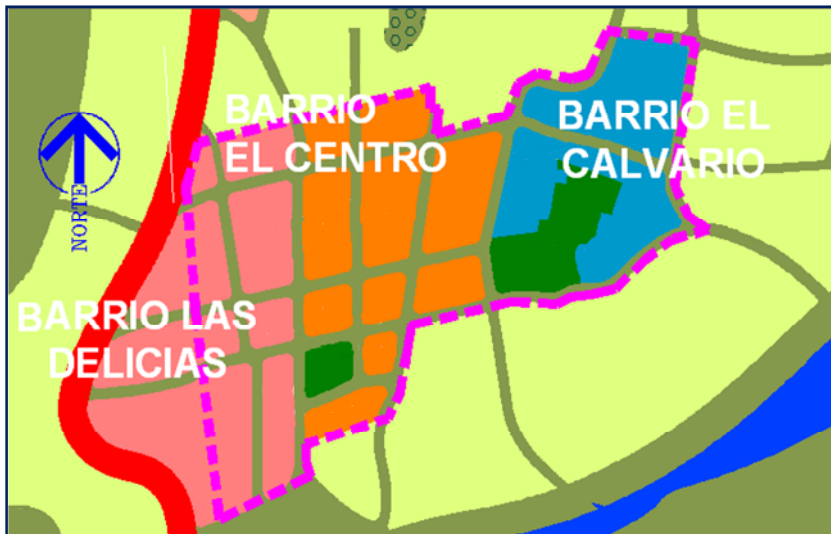 BARRIO
EL CENTRO
BARRIO EL
CALVARIO
NORTE
BARRIO LAS
DELICIAS